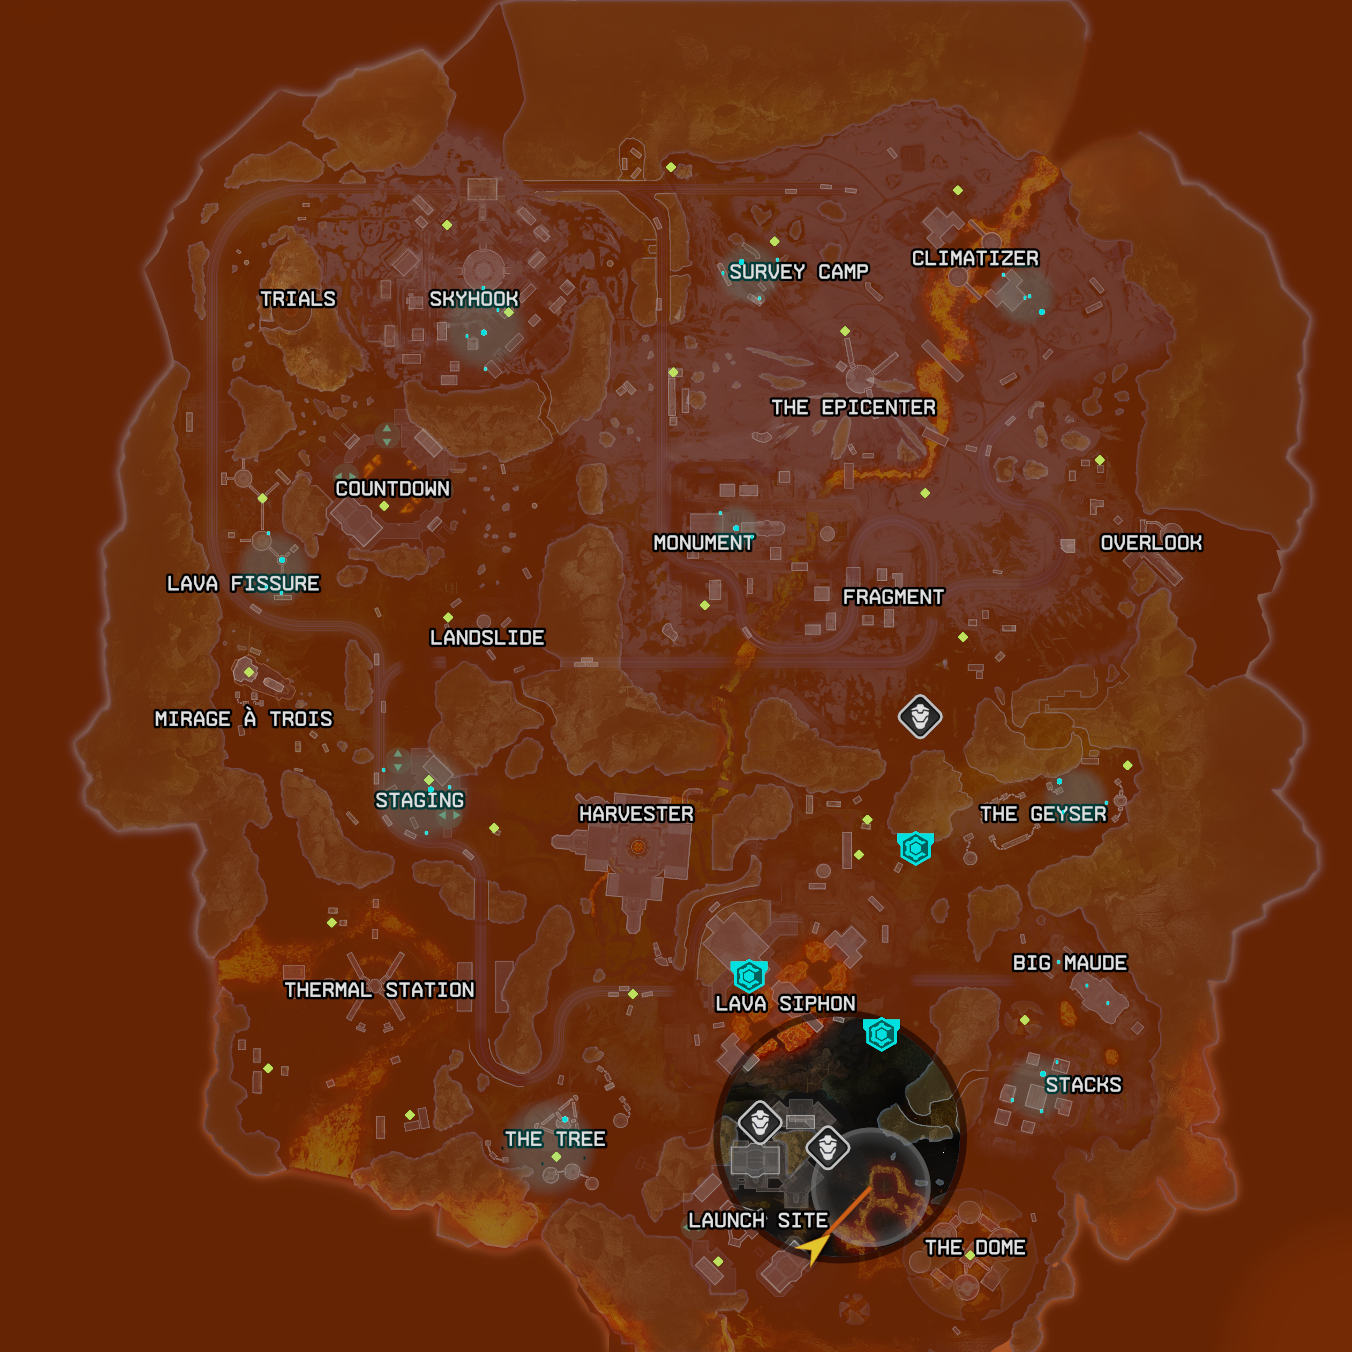 CLIMATIZER
SURVEY CAMP
TRIALS
SKYHOOK
THE EPICENTER
COUNTDOWN
MONUMENT
OVERLOOK
LAVA FISSURE
FRAGMENT
LANDSLIDE
MIRAGE À TROIS
STAGING
HARVESTER
THE GEYSER
BIG MAUDE
THERMAL STATION
LAVA SIPHON
STACKS
THE TREE
LAUNCH SITE
THE DOME